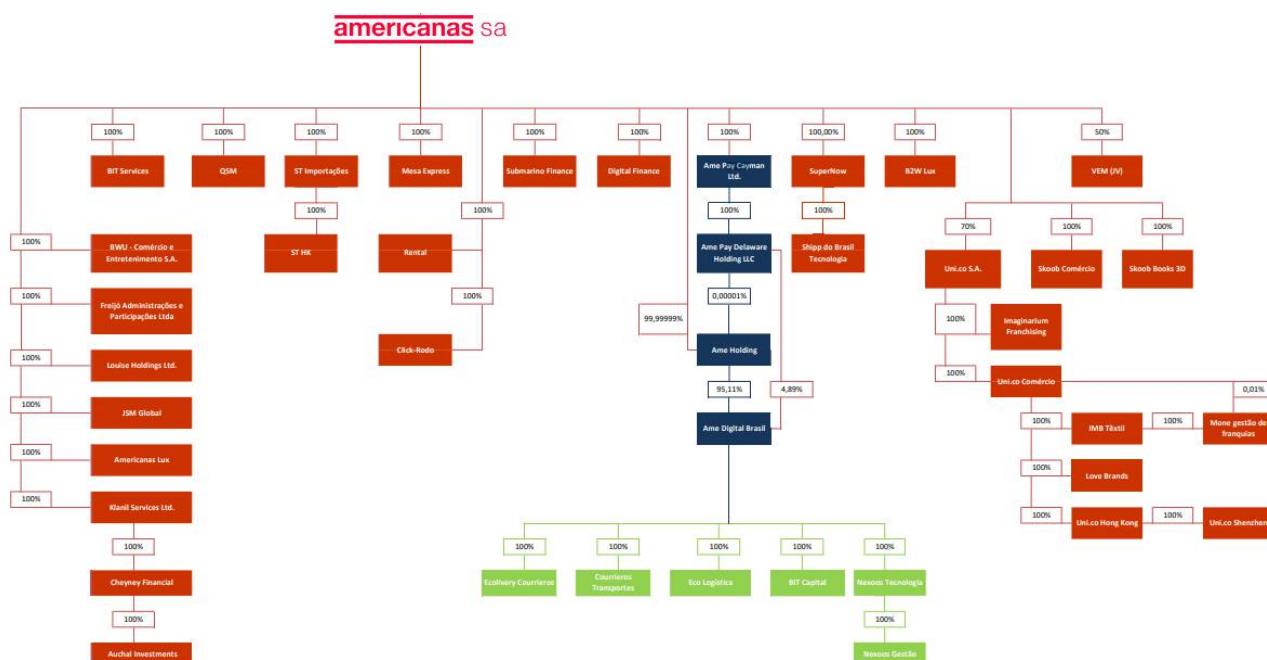 americanas sa
100%
100%
100%
100%
100%
100%
100%
100,00%
100%
50%
BIT Services
QSM
ST Importações
Mesa Express
Submarino Finance
Digital Finance
Ame Pay Cayman
Ltd.
SuperNow
B2W Lux
VEM (JV)
100%
100%
100%
100%
70%
100%
100%
100%
BWU - Comércio e
Entretenimento S.A.
ST HK
Rental
Ame Pay Delaware
Holding LLC
Shipp do Brasil
Tecnologia
Uni.co S.A.
Skoob Comércio
Skoob Books 3D
100%
Freijó Administrações e
Participações Ltda
100%
0,00001%
99,99999%
100%
Imaginarium
Franchising
100%
Louise Holdings Ltd.
Click-Rodo
Ame Holding
100%
Uni.co Comércio
95,11%
4,89%
0,01%
100%
JSM Global
Ame Digital Brasil
100%
IMB Têxtil
100%
Mone gestão de
franquias
100%
Americanas Lux
100%
Love Brands
100%
Klanil Services Ltd.
100%
Uni.co Hong Kong
100%
Uni.co Shenzhen
100%
100%
100%
100%
100%
100%
Cheyney Financial
Ecolivery Courrieros
Courrieros
Transportes
Eco Logística
BIT Capital
Nexoos Tecnologia
100%
100%
Auchal Investments
Nexoos Gestão